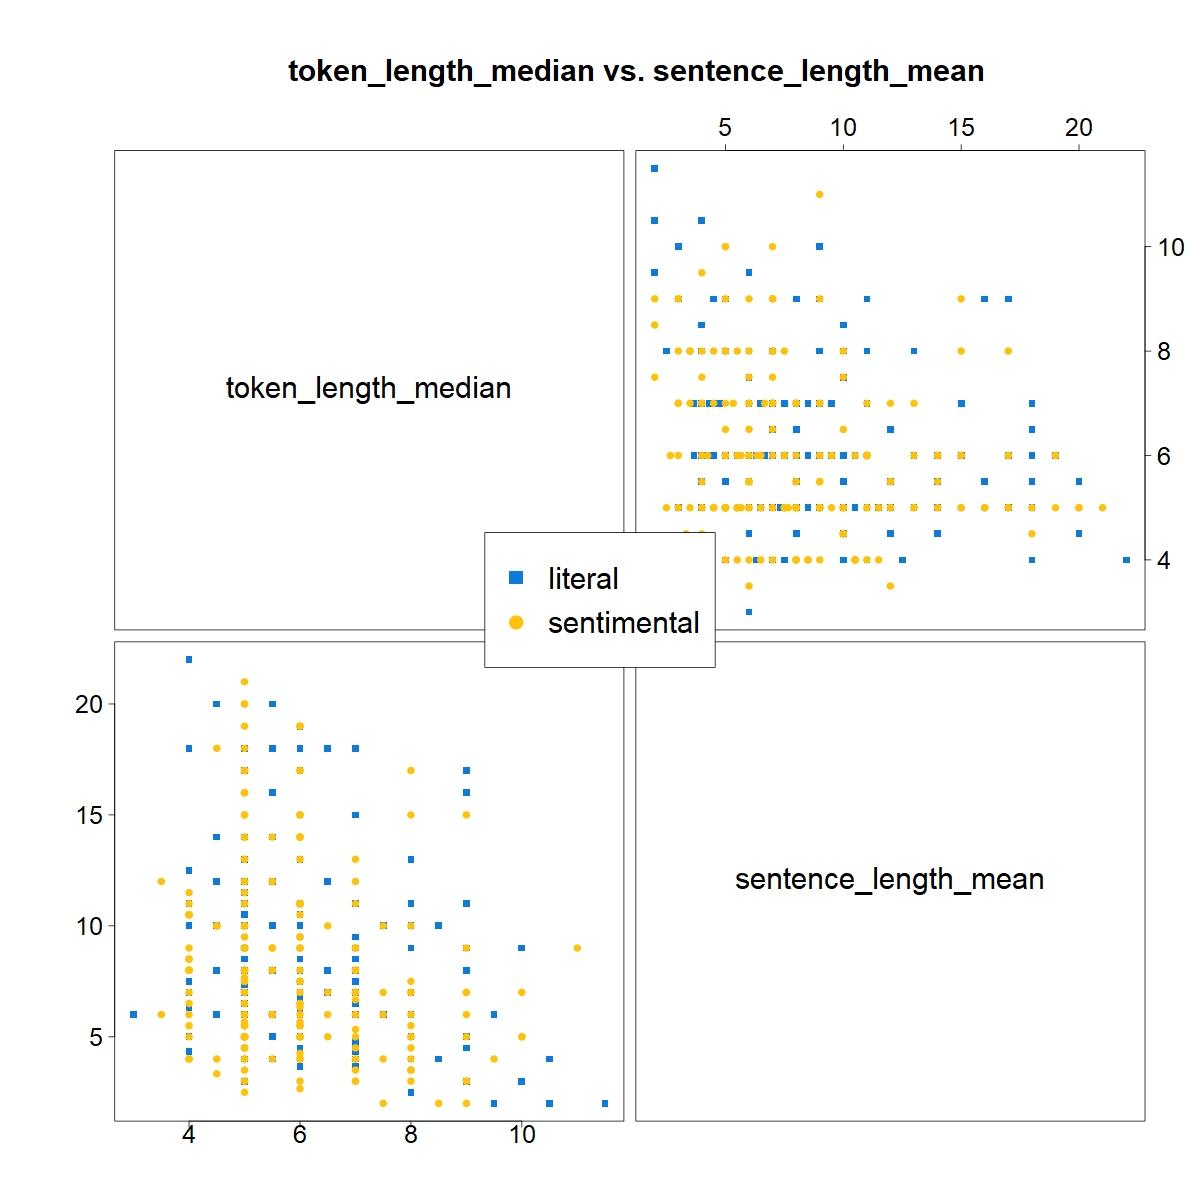 token_length_median vs. sentence_length_mean
5 10 15 20
token_length_median
10
8
6
4
literal
sentimental
20
15
10
5
sentence_length_mean
4 6 8 10